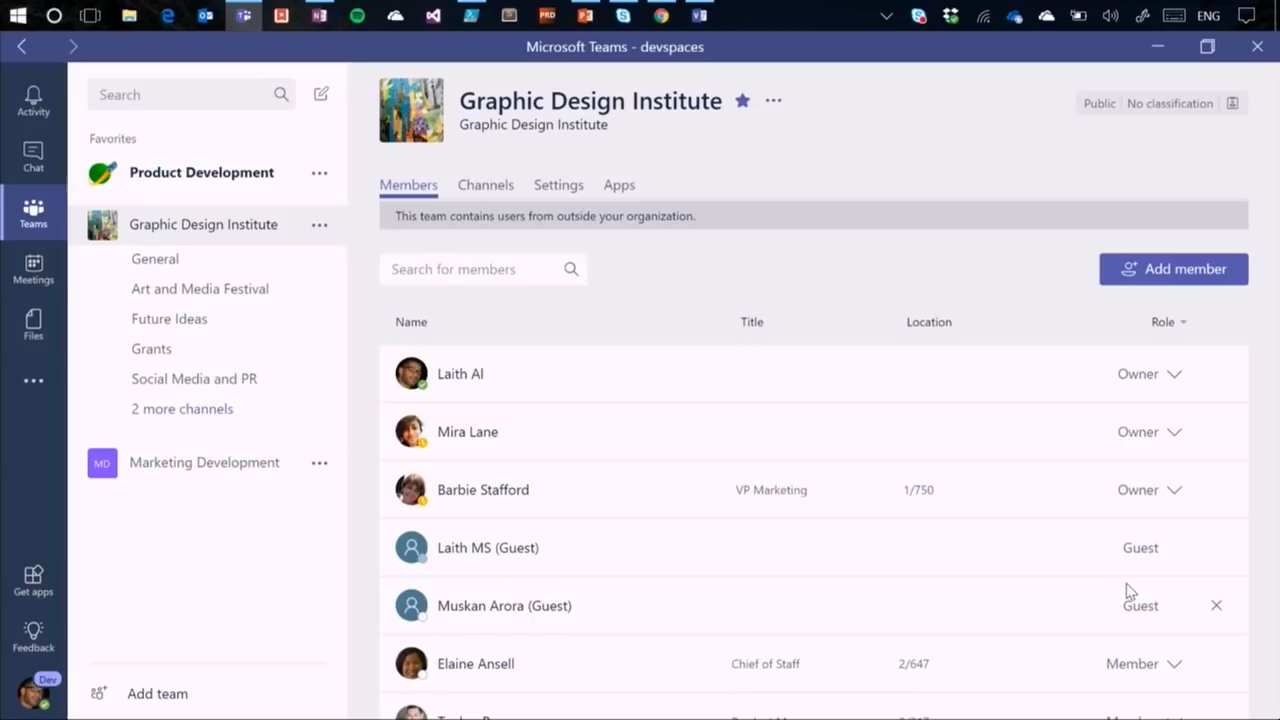 ENG
Microsoft Teams - devspaces
Activity
Chat
Teams
Meetings
Files
Get apps
Feedback
Dev
Search
Favorites
Product Development
Graphic Design Institute
General
Art and Media Festival
Future Ideas
Grants
Social Media and PR
2 more channels
MD Marketing Development
Add team
Graphic Design Institute
Graphic Design Institute
Public No classification
Members Channels Settings Apps
This team contains users from outside your organization.
Search for members
Add member
Name Title Location Role
Laith Al Owner
Mira Lane Owner
Barbie Stafford VP Marketing 1/750 Owner
Laith MS (Guest) Guest
Muskan Arora (Guest) Guest
Elaine Ansell Chief of Staff 2/647 Member